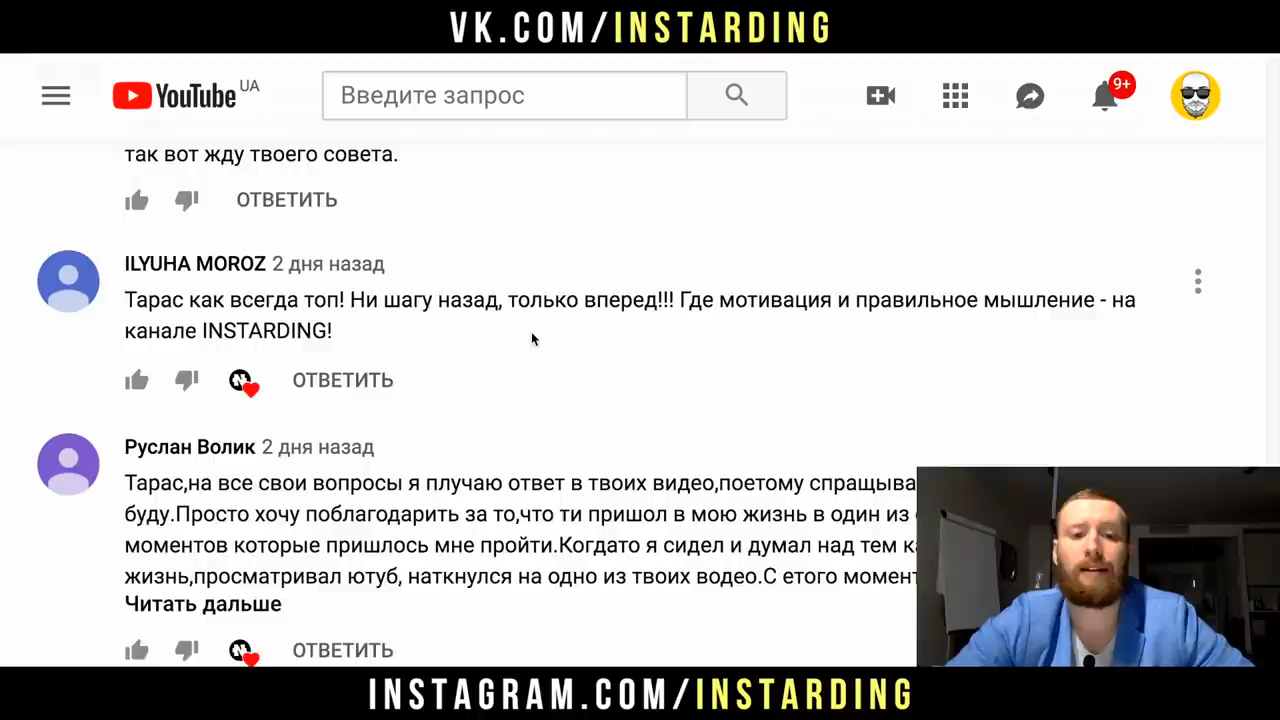 VK.COM/INSTARDING
YouTube UA
Введите запрос
9+
так вот жду твоего совета.
ОТВЕТИТЬ
ILYUHA MOROZ 2 дня назад
Тарас как всегда топ! Ни шагу назад, только вперед!!! Где мотивация и правильное мышление - на
канале INSTARDING!
ОТВЕТИТЬ
Руслан Волик 2 дня назад
Тарас,на все свои вопросы я плучаю ответ в твоих видео,поетому спращыва
буду.Просто хочу поблагодарить за то,что ти пришол в мою жизнь в один из
моментов которые пришлось мне пройти.Когдато я сидел и думал над тем
жизнь,просматривал ютуб, наткнулся на одно из твоих водео.С етого момент
Читать дальше
ОТВЕТИТЬ
INSTAGRAM.COM/INSTARDING